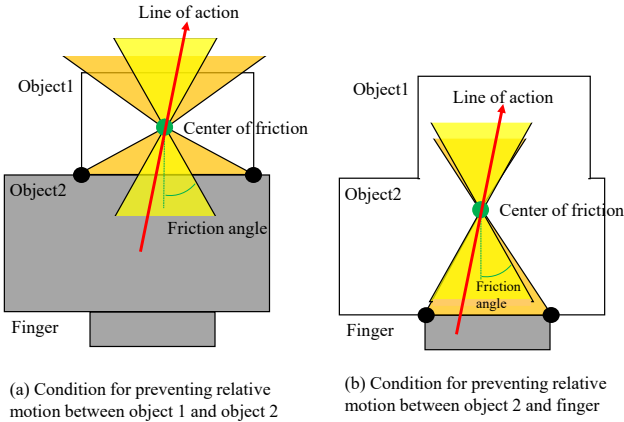 Line of action
Object1
Center of friction
Object2
Friction angle
Finger
(a) Condition for preventing relative
motion between object 1 and object 2
Object1
Line of action
Object2
Center of friction
Friction
angle
Finger
(b) Condition for preventing relative
motion between object 2 and finger